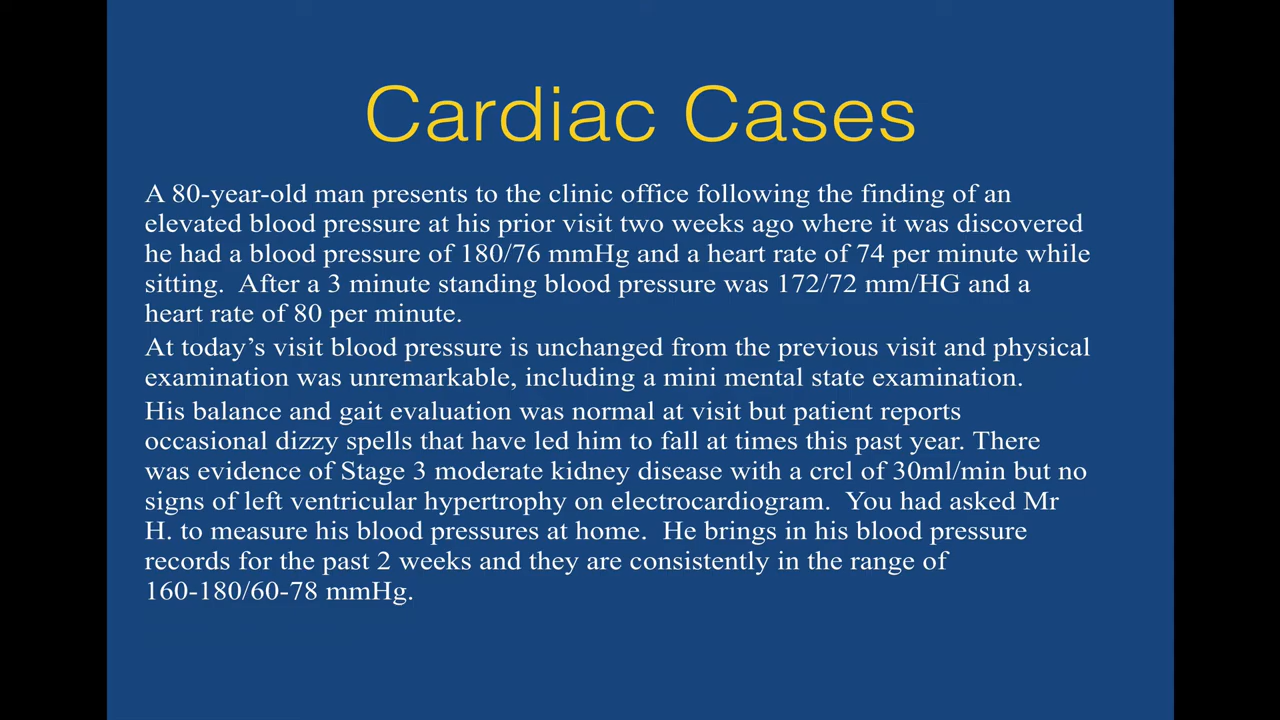 Cardiac Cases
A 80-year-old man presents to the clinic office following the finding of an
elevated blood pressure at his prior visit two weeks ago where it was discovered
he had a blood pressure of 180/76 mmHg and a heart rate of 74 per minute while
sitting.  After a 3 minute standing blood pressure was 172/72 mm/HG and a
heart rate of 80 per minute.
At today’s visit blood pressure is unchanged from the previous visit and physical
examination was unremarkable, including a mini mental state examination.
His balance and gait evaluation was normal at visit but patient reports
occasional dizzy spells that have led him to fall at times this past year. There
was evidence of Stage 3 moderate kidney disease with a crcl of 30ml/min but no
signs of left ventricular hypertrophy on electrocardiogram.  You had asked Mr
H. to measure his blood pressures at home.  He brings in his blood pressure
records for the past 2 weeks and they are consistently in the range of
160-180/60-78 mmHg.